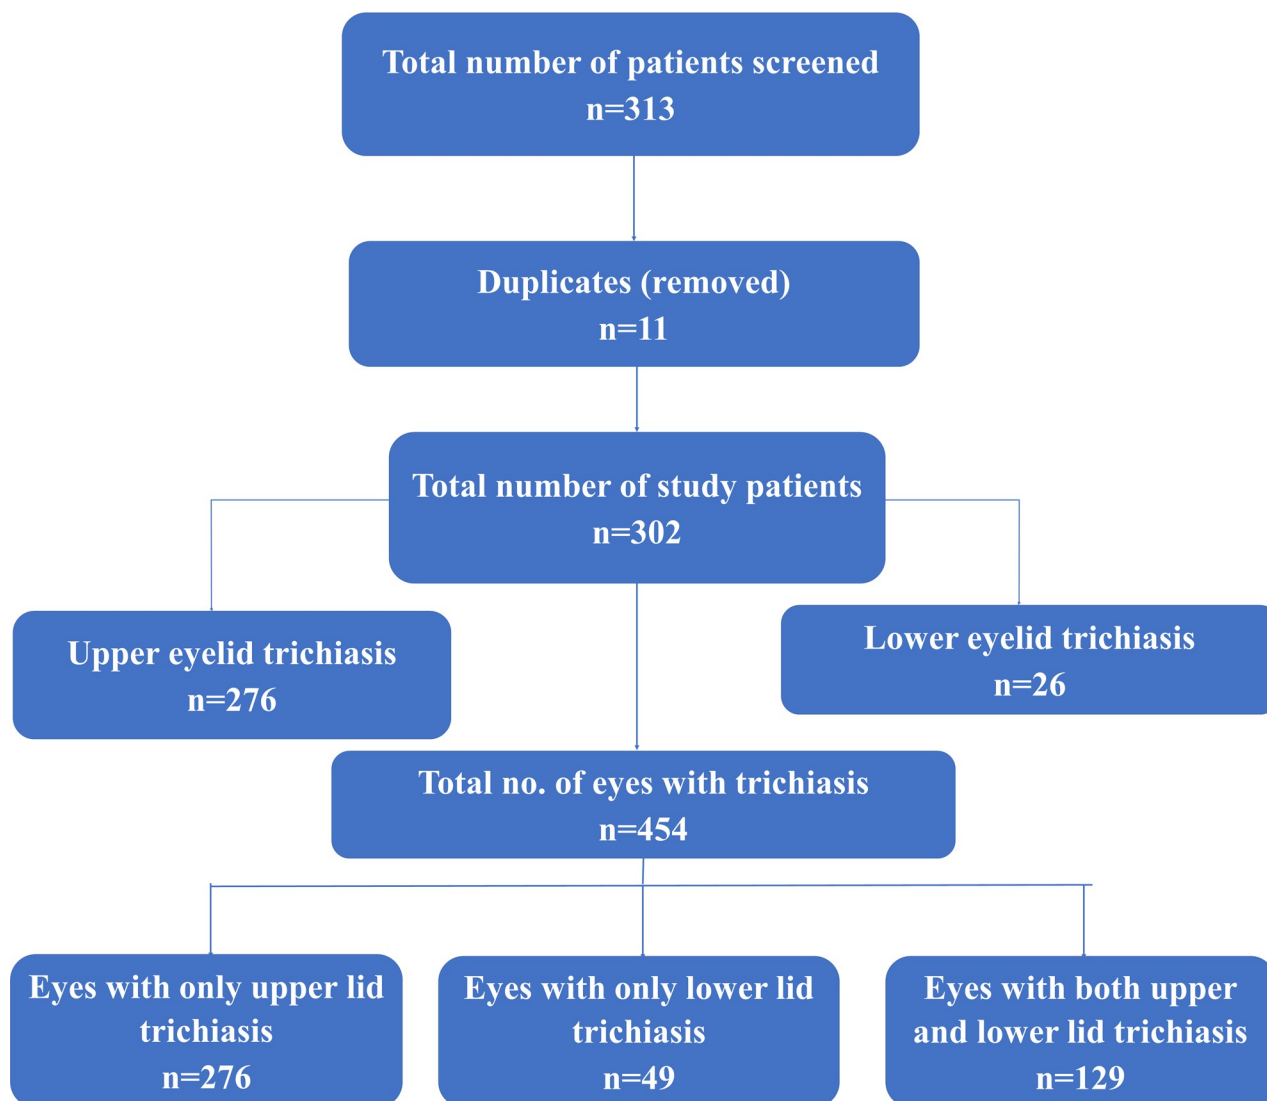 Total number of patients screened
n=313
Duplicates (removed)
n=11
Total number of study patients
n=302
Upper eyelid trichiasis
n=276
Lower eyelid trichiasis
n=26
Total no. of eyes with trichiasis
n=454
Eyes with only upper lid
trichiasis
n=276
Eyes with only lower lid
trichiasis
n=49
Eyes with both upper
and lower lid trichiasis
n=129